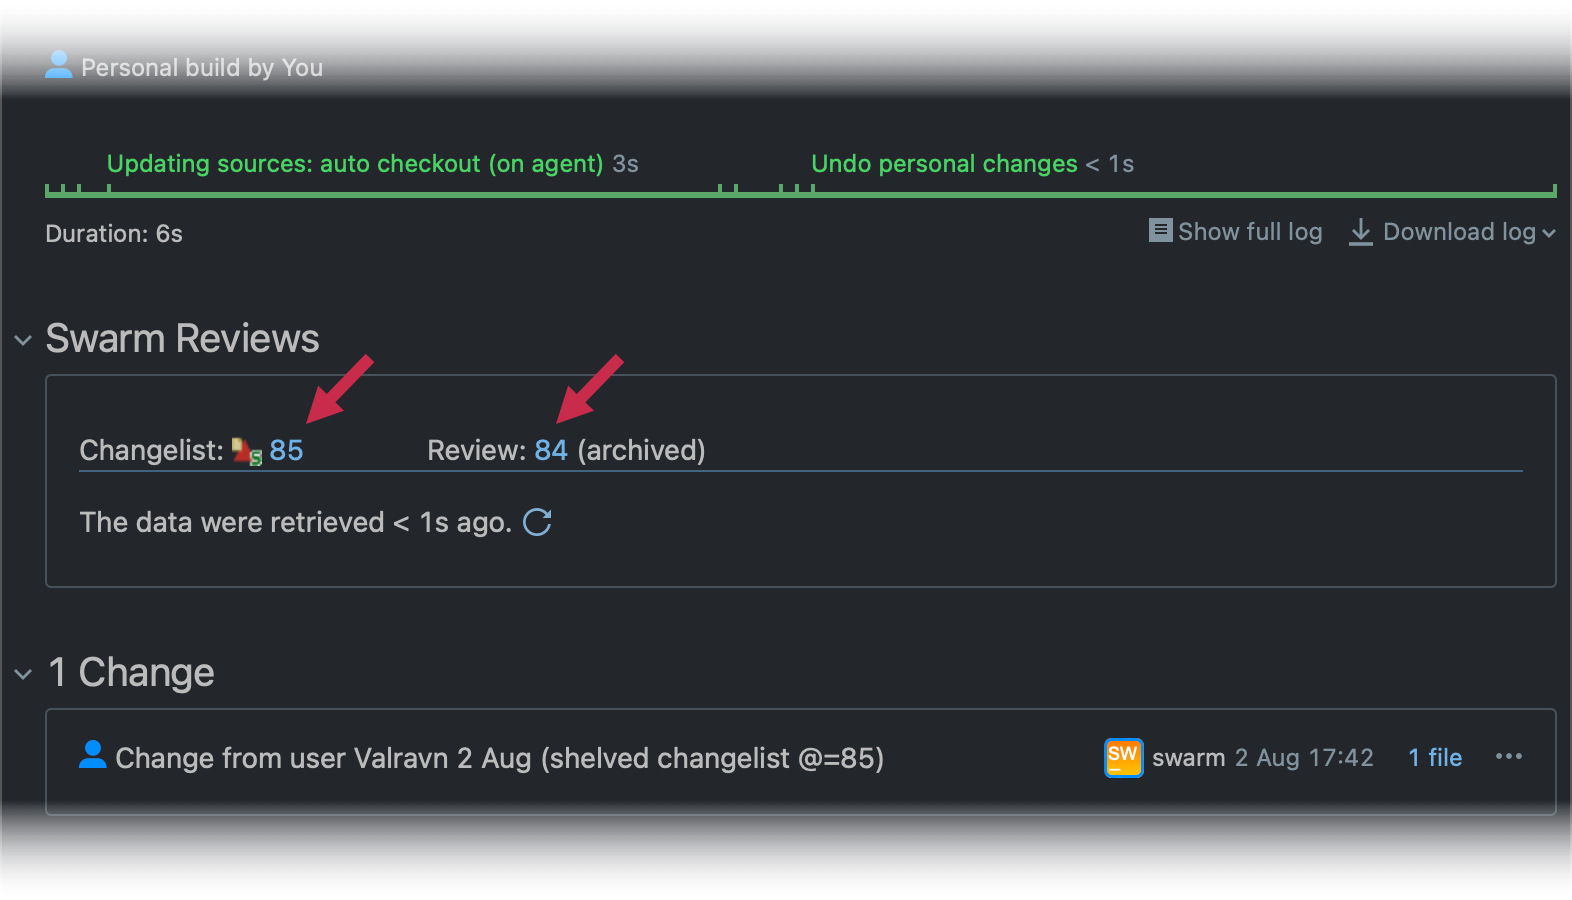 Personal build by You
Updating sources: auto checkout (on agent) 3s Undo personal changes < 1s
Duration: 6s Show full log Download log
Swarm Reviews
Changelist: S 85 Review: 84 (archived)
The data were retrieved < 1s ago.
1 Change
Change from user Valravn 2 Aug (shelved changelist @=85) SW swarm 2 Aug 17:42 1 file ···